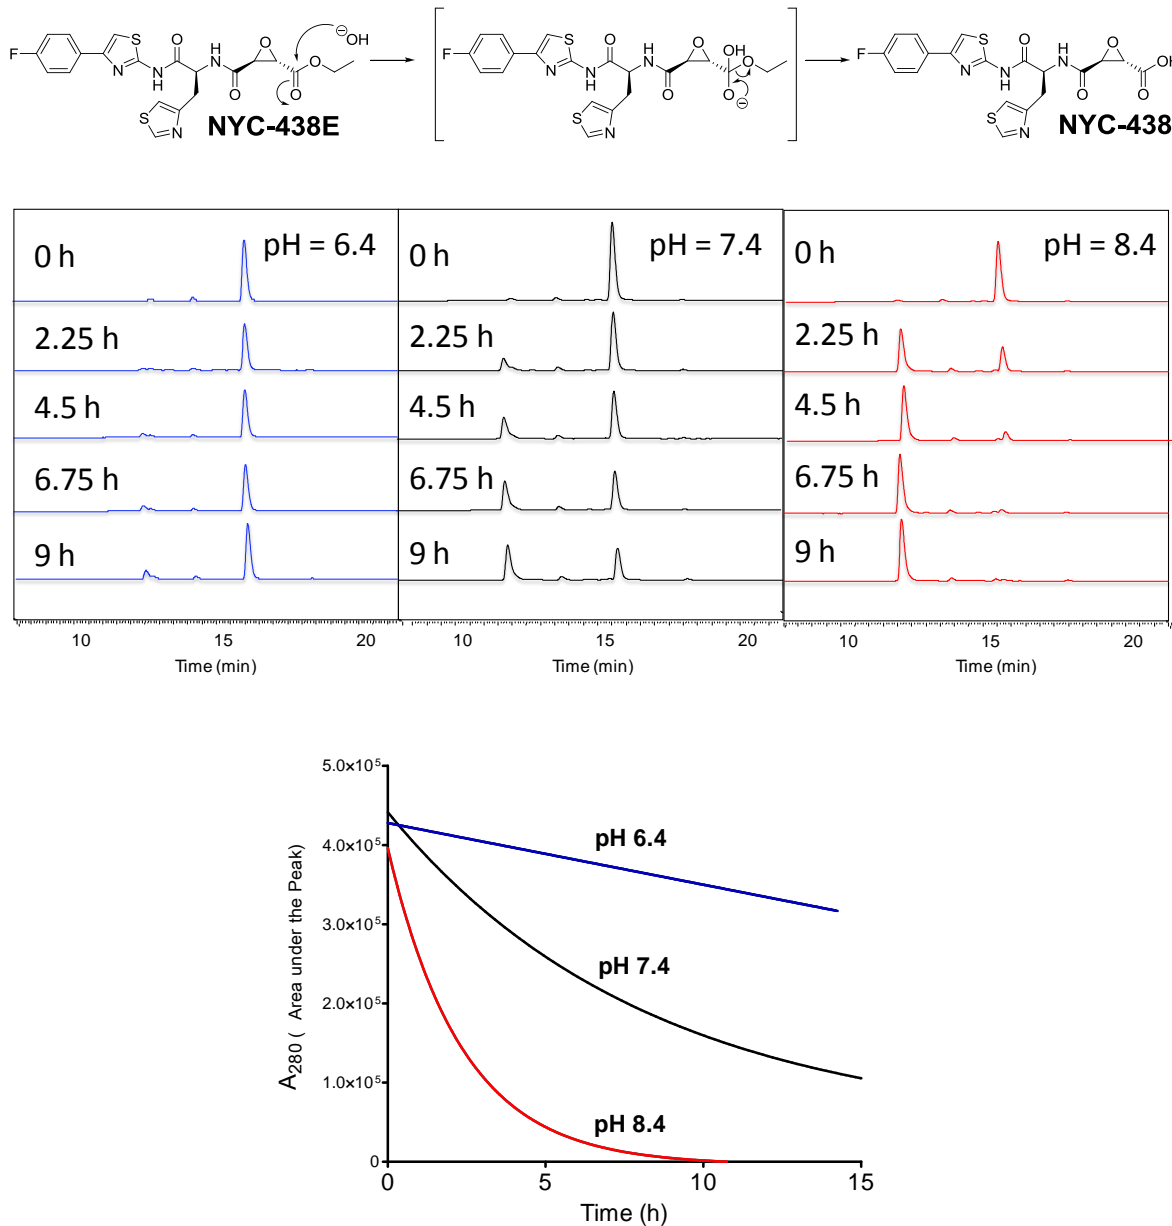 F S N NH O H N O O O O ⊖OH S N
NYC-438E
F S N NH O H N O O OH O O ⊖ S N
F S N NH O H N O O OH O S N
NYC-438
pH = 6.4
0 h
2.25 h
4.5 h
6.75 h
9 h
10 15 20
Time (min)
pH = 7.4
0 h
2.25 h
4.5 h
6.75 h
9 h
10 15 20
Time (min)
pH = 8.4
0 h
2.25 h
4.5 h
6.75 h
9 h
10 15 20
Time (min)
A280 ( Area under the Peak)
5.0×10⁵
4.0×10⁵
3.0×10⁵
2.0×10⁵
1.0×10⁵
0
pH 6.4
pH 7.4
pH 8.4
0 5 10 15
Time (h)